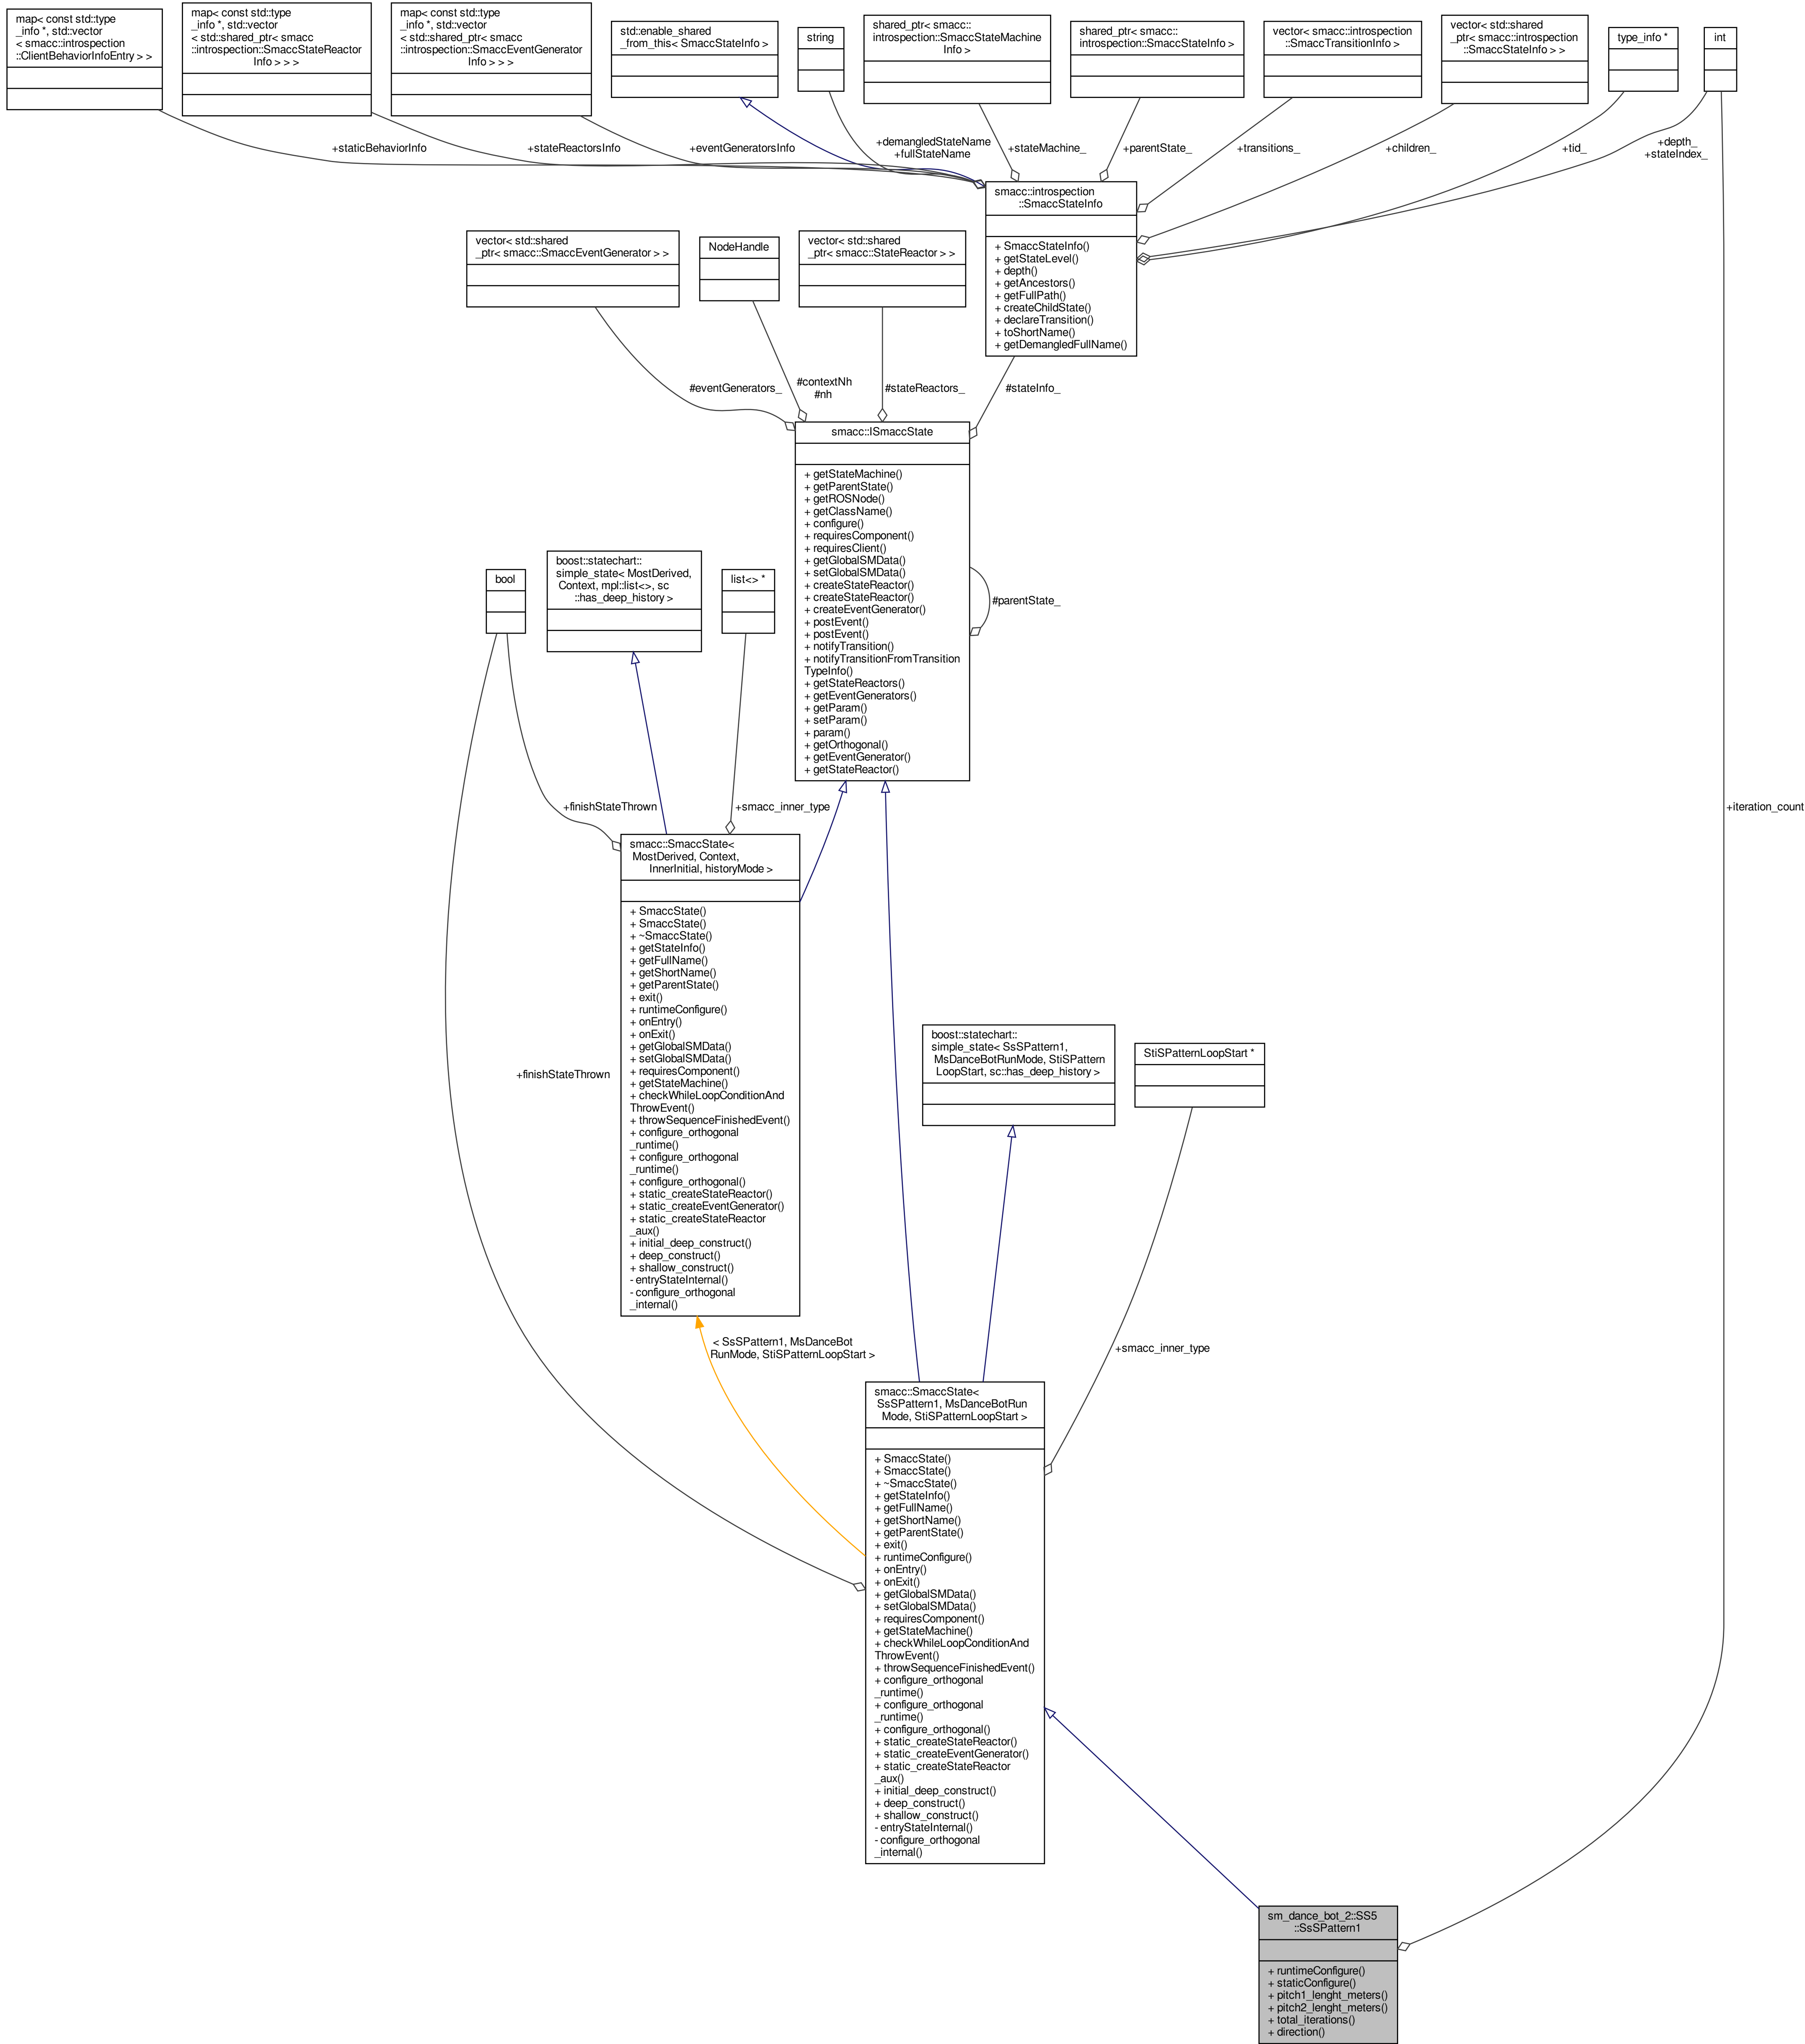 map< const std::type
_info *, std::vector
< smacc::introspection
::ClientBehaviorInfoEntry > >
map< const std::type
_info *, std::vector
< std::shared_ptr< smacc
::introspection::SmaccStateReactor
Info > > >
map< const std::type
_info *, std::vector
< std::shared_ptr< smacc
::introspection::SmaccEventGenerator
Info > > >
std::enable_shared
_from_this< SmaccStateInfo >
string
shared_ptr< smacc::
introspection::SmaccStateMachine
Info >
shared_ptr< smacc::
introspection::SmaccStateInfo >
vector< smacc::introspection
::SmaccTransitionInfo >
vector< std::shared
_ptr< smacc::introspection
::SmaccStateInfo > >
type_info *
int
+staticBehaviorInfo
+stateReactorsInfo
+eventGeneratorsInfo
+demangledStateName
+fullStateName
+stateMachine_
+parentState_
+transitions_
+children_
+tid_
+depth_
+stateIndex_
smacc::introspection
::SmaccStateInfo
+ SmaccStateInfo()
+ getStateLevel()
+ depth()
+ getAncestors()
+ getFullPath()
+ createChildState()
+ declareTransition()
+ toShortName()
+ getDemangledFullName()
vector< std::shared
_ptr< smacc::SmaccEventGenerator > >
NodeHandle
vector< std::shared
_ptr< smacc::StateReactor > >
#eventGenerators_
#contextNh
#nh
#stateReactors_
#stateInfo_
smacc::ISmaccState
+ getStateMachine()
+ getParentState()
+ getROSNode()
+ getClassName()
+ configure()
+ requiresComponent()
+ requiresClient()
+ getGlobalSMData()
+ setGlobalSMData()
+ createStateReactor()
+ createStateReactor()
+ createEventGenerator()
+ postEvent()
+ postEvent()
+ notifyTransition()
+ notifyTransitionFromTransition
TypeInfo()
+ getStateReactors()
+ getEventGenerators()
+ getParam()
+ setParam()
+ param()
+ getOrthogonal()
+ getEventGenerator()
+ getStateReactor()
#parentState_
bool
boost::statechart::
simple_state< MostDerived,
Context, mpl::list<>, sc
::has_deep_history >
list<> *
+finishStateThrown
+smacc_inner_type
+iteration_count
smacc::SmaccState<
MostDerived, Context,
InnerInitial, historyMode >
+ SmaccState()
+ SmaccState()
+ ~SmaccState()
+ getStateInfo()
+ getFullName()
+ getShortName()
+ getParentState()
+ exit()
+ runtimeConfigure()
+ onEntry()
+ onExit()
+ getGlobalSMData()
+ setGlobalSMData()
+ requiresComponent()
+ getStateMachine()
+ checkWhileLoopConditionAnd
ThrowEvent()
+ throwSequenceFinishedEvent()
+ configure_orthogonal
_runtime()
+ configure_orthogonal
_runtime()
+ configure_orthogonal()
+ static_createStateReactor()
+ static_createEventGenerator()
+ static_createStateReactor
_aux()
+ initial_deep_construct()
+ deep_construct()
+ shallow_construct()
- entryStateInternal()
- configure_orthogonal
_internal()
+finishStateThrown
boost::statechart::
simple_state< SsSPattern1,
MsDanceBotRunMode, StiSPattern
LoopStart, sc::has_deep_history >
StiSPatternLoopStart *
< SsSPattern1, MsDanceBot
RunMode, StiSPatternLoopStart >
+smacc_inner_type
smacc::SmaccState<
SsSPattern1, MsDanceBotRun
Mode, StiSPatternLoopStart >
+ SmaccState()
+ SmaccState()
+ ~SmaccState()
+ getStateInfo()
+ getFullName()
+ getShortName()
+ getParentState()
+ exit()
+ runtimeConfigure()
+ onEntry()
+ onExit()
+ getGlobalSMData()
+ setGlobalSMData()
+ requiresComponent()
+ getStateMachine()
+ checkWhileLoopConditionAnd
ThrowEvent()
+ throwSequenceFinishedEvent()
+ configure_orthogonal
_runtime()
+ configure_orthogonal
_runtime()
+ configure_orthogonal()
+ static_createStateReactor()
+ static_createEventGenerator()
+ static_createStateReactor
_aux()
+ initial_deep_construct()
+ deep_construct()
+ shallow_construct()
- entryStateInternal()
- configure_orthogonal
_internal()
sm_dance_bot_2::SS5
::SsSPattern1
+ runtimeConfigure()
+ staticConfigure()
+ pitch1_lenght_meters()
+ pitch2_lenght_meters()
+ total_iterations()
+ direction()